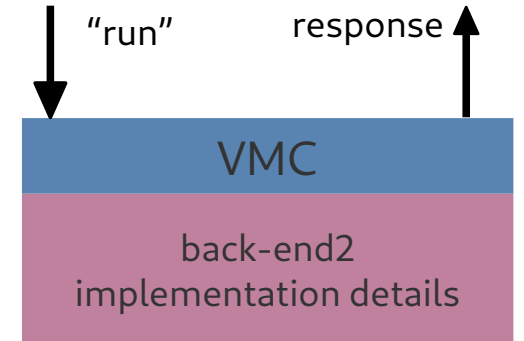 “run”
response
VMC
back-end2
implementation details